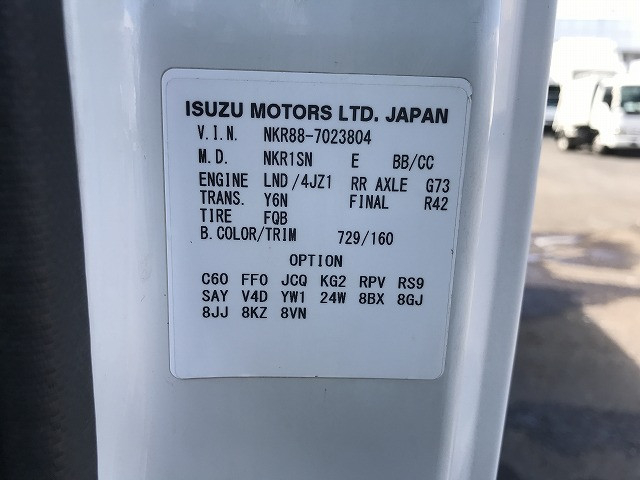 ISUZU MOTORS LTD. JAPAN
V.I.N. NKR88-7023804
M.D. NKR1SN E BB/CC
ENGINE LND/4JZ1 RR AXLE G73
TRANS. Y6N FINAL R42
TIRE FQB
B.COLOR/TRIM 729/160
OPTION
C60 FF0 JCQ KG2 RPV RS9
SAY V4D YW1 24W 8BX 8GJ
8JJ 8KZ 8VN